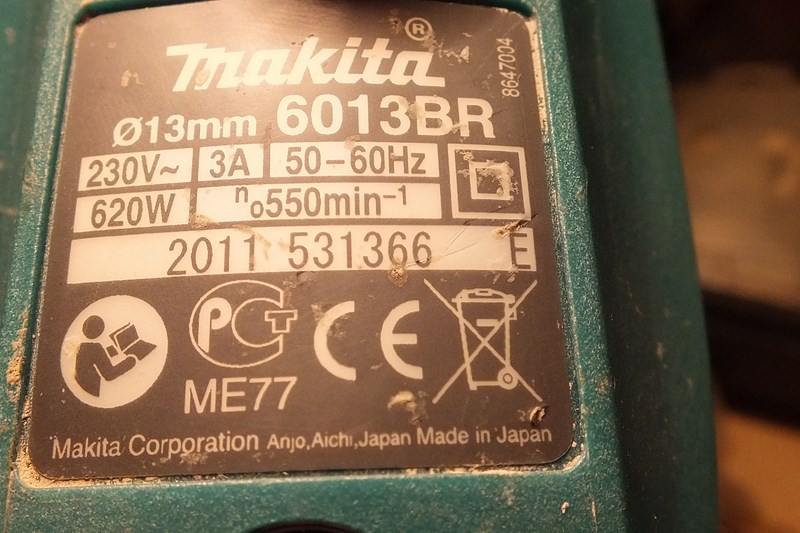 makita®
8647004
Ø13mm 6013BR
230V~ 3A 50-60Hz
620W n₀550min⁻¹
2011 531366 E
PCT
CE
ME77
Makita Corporation Anjo,Aichi,Japan Made in Japan